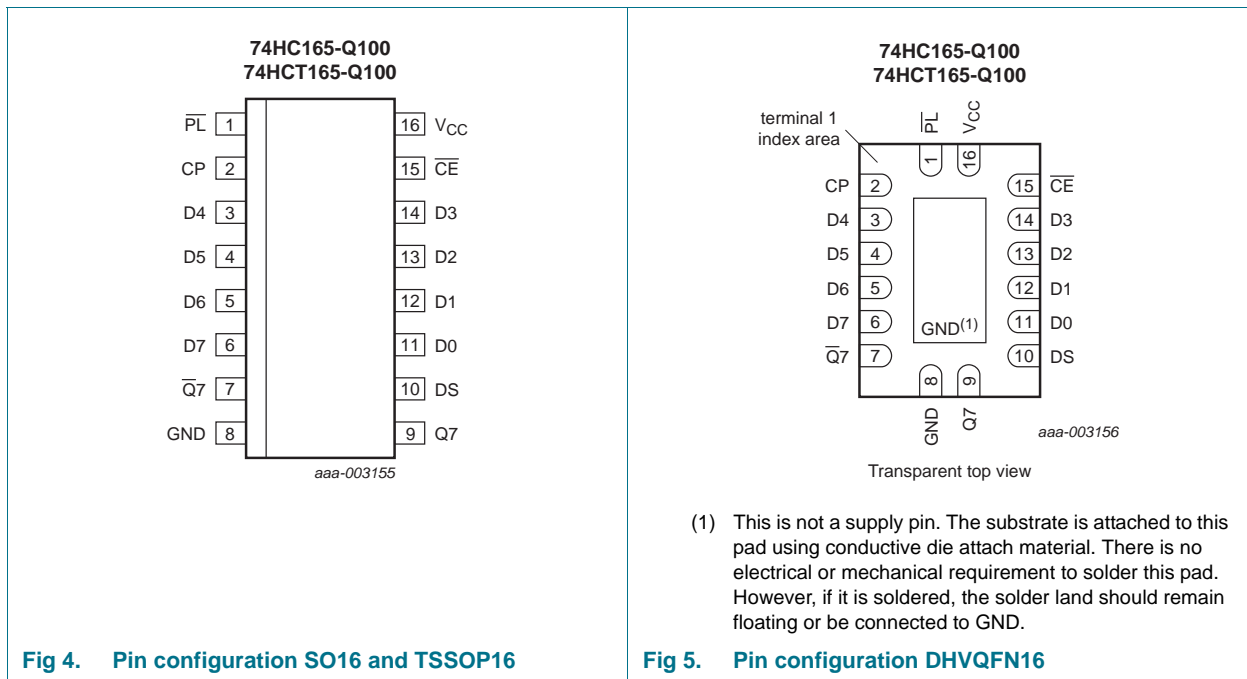 74HC165-Q100
74HCT165-Q100
P̅L̅ 1
16 VCC
CP 2
15 C̅E̅
D4 3
14 D3
D5 4
13 D2
D6 5
12 D1
D7 6
11 D0
Q̅7 7
10 DS
GND 8
9 Q7
aaa-003155
Fig 4. Pin configuration SO16 and TSSOP16
74HC165-Q100
74HCT165-Q100
terminal 1
index area
P̅L̅
VCC
1
16
CP 2
15 C̅E̅
D4 3
14 D3
D5 4
13 D2
D6 5
12 D1
D7 6
GND(1)
11 D0
Q̅7 7
10 DS
8
9
GND
Q7
aaa-003156
Transparent top view
(1) This is not a supply pin. The substrate is attached to this
pad using conductive die attach material. There is no
electrical or mechanical requirement to solder this pad.
However, if it is soldered, the solder land should remain
floating or be connected to GND.
Fig 5. Pin configuration DHVQFN16